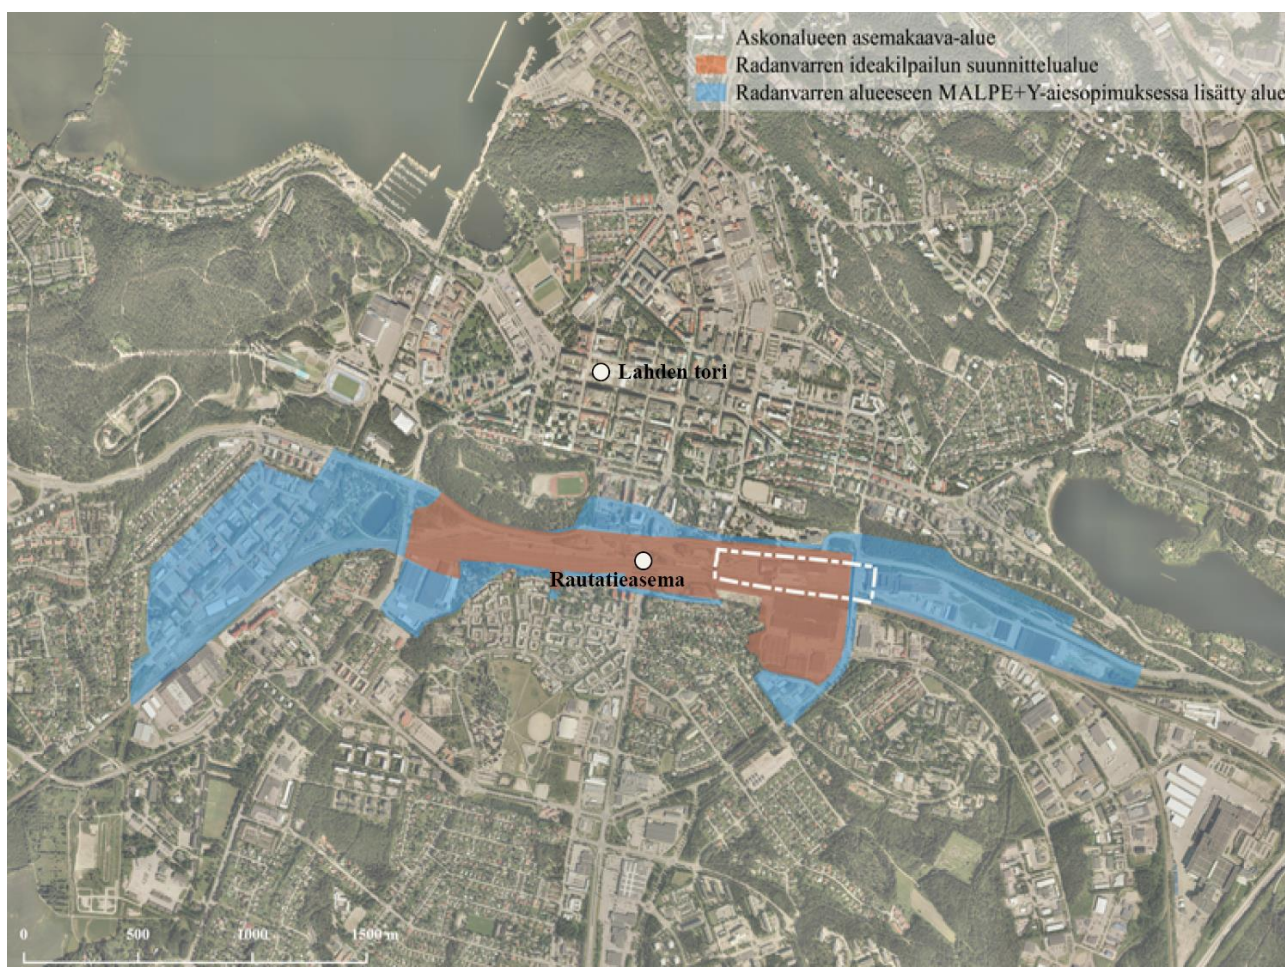 Askonalueen asemakaava-alue
Radanvarren ideakilpailun suunnittelualue
Radanvarren alueeseen MALPE+Y-aiesopimuksessa lisätty alue
Lahden tori
Rautatieasema
0 500 1000 1500 m